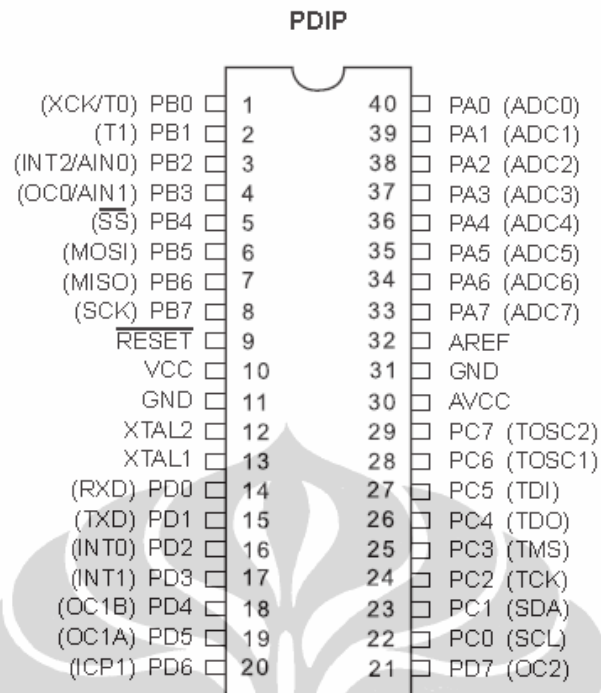 PDIP
(XCK/T0) PB0 1 40 PA0 (ADC0)
(T1) PB1 2 39 PA1 (ADC1)
(INT2/AIN0) PB2 3 38 PA2 (ADC2)
(OC0/AIN1) PB3 4 37 PA3 (ADC3)
(SS) PB4 5 36 PA4 (ADC4)
(MOSI) PB5 6 35 PA5 (ADC5)
(MISO) PB6 7 34 PA6 (ADC6)
(SCK) PB7 8 33 PA7 (ADC7)
RESET 9 32 AREF
VCC 10 31 GND
GND 11 30 AVCC
XTAL2 12 29 PC7 (TOSC2)
XTAL1 13 28 PC6 (TOSC1)
(RXD) PD0 14 27 PC5 (TDI)
(TXD) PD1 15 26 PC4 (TDO)
(INT0) PD2 16 25 PC3 (TMS)
(INT1) PD3 17 24 PC2 (TCK)
(OC1B) PD4 18 23 PC1 (SDA)
(OC1A) PD5 19 22 PC0 (SCL)
(ICP1) PD6 20 21 PD7 (OC2)